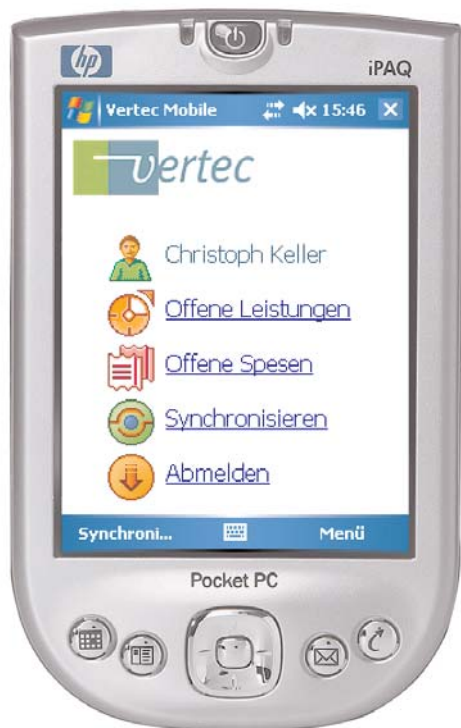 hp
iPAQ
Vertec Mobile 15:46
vertec
Christoph Keller
Offene Leistungen
Offene Spesen
Synchronisieren
Abmelden
Synchroni... Menü
Pocket PC